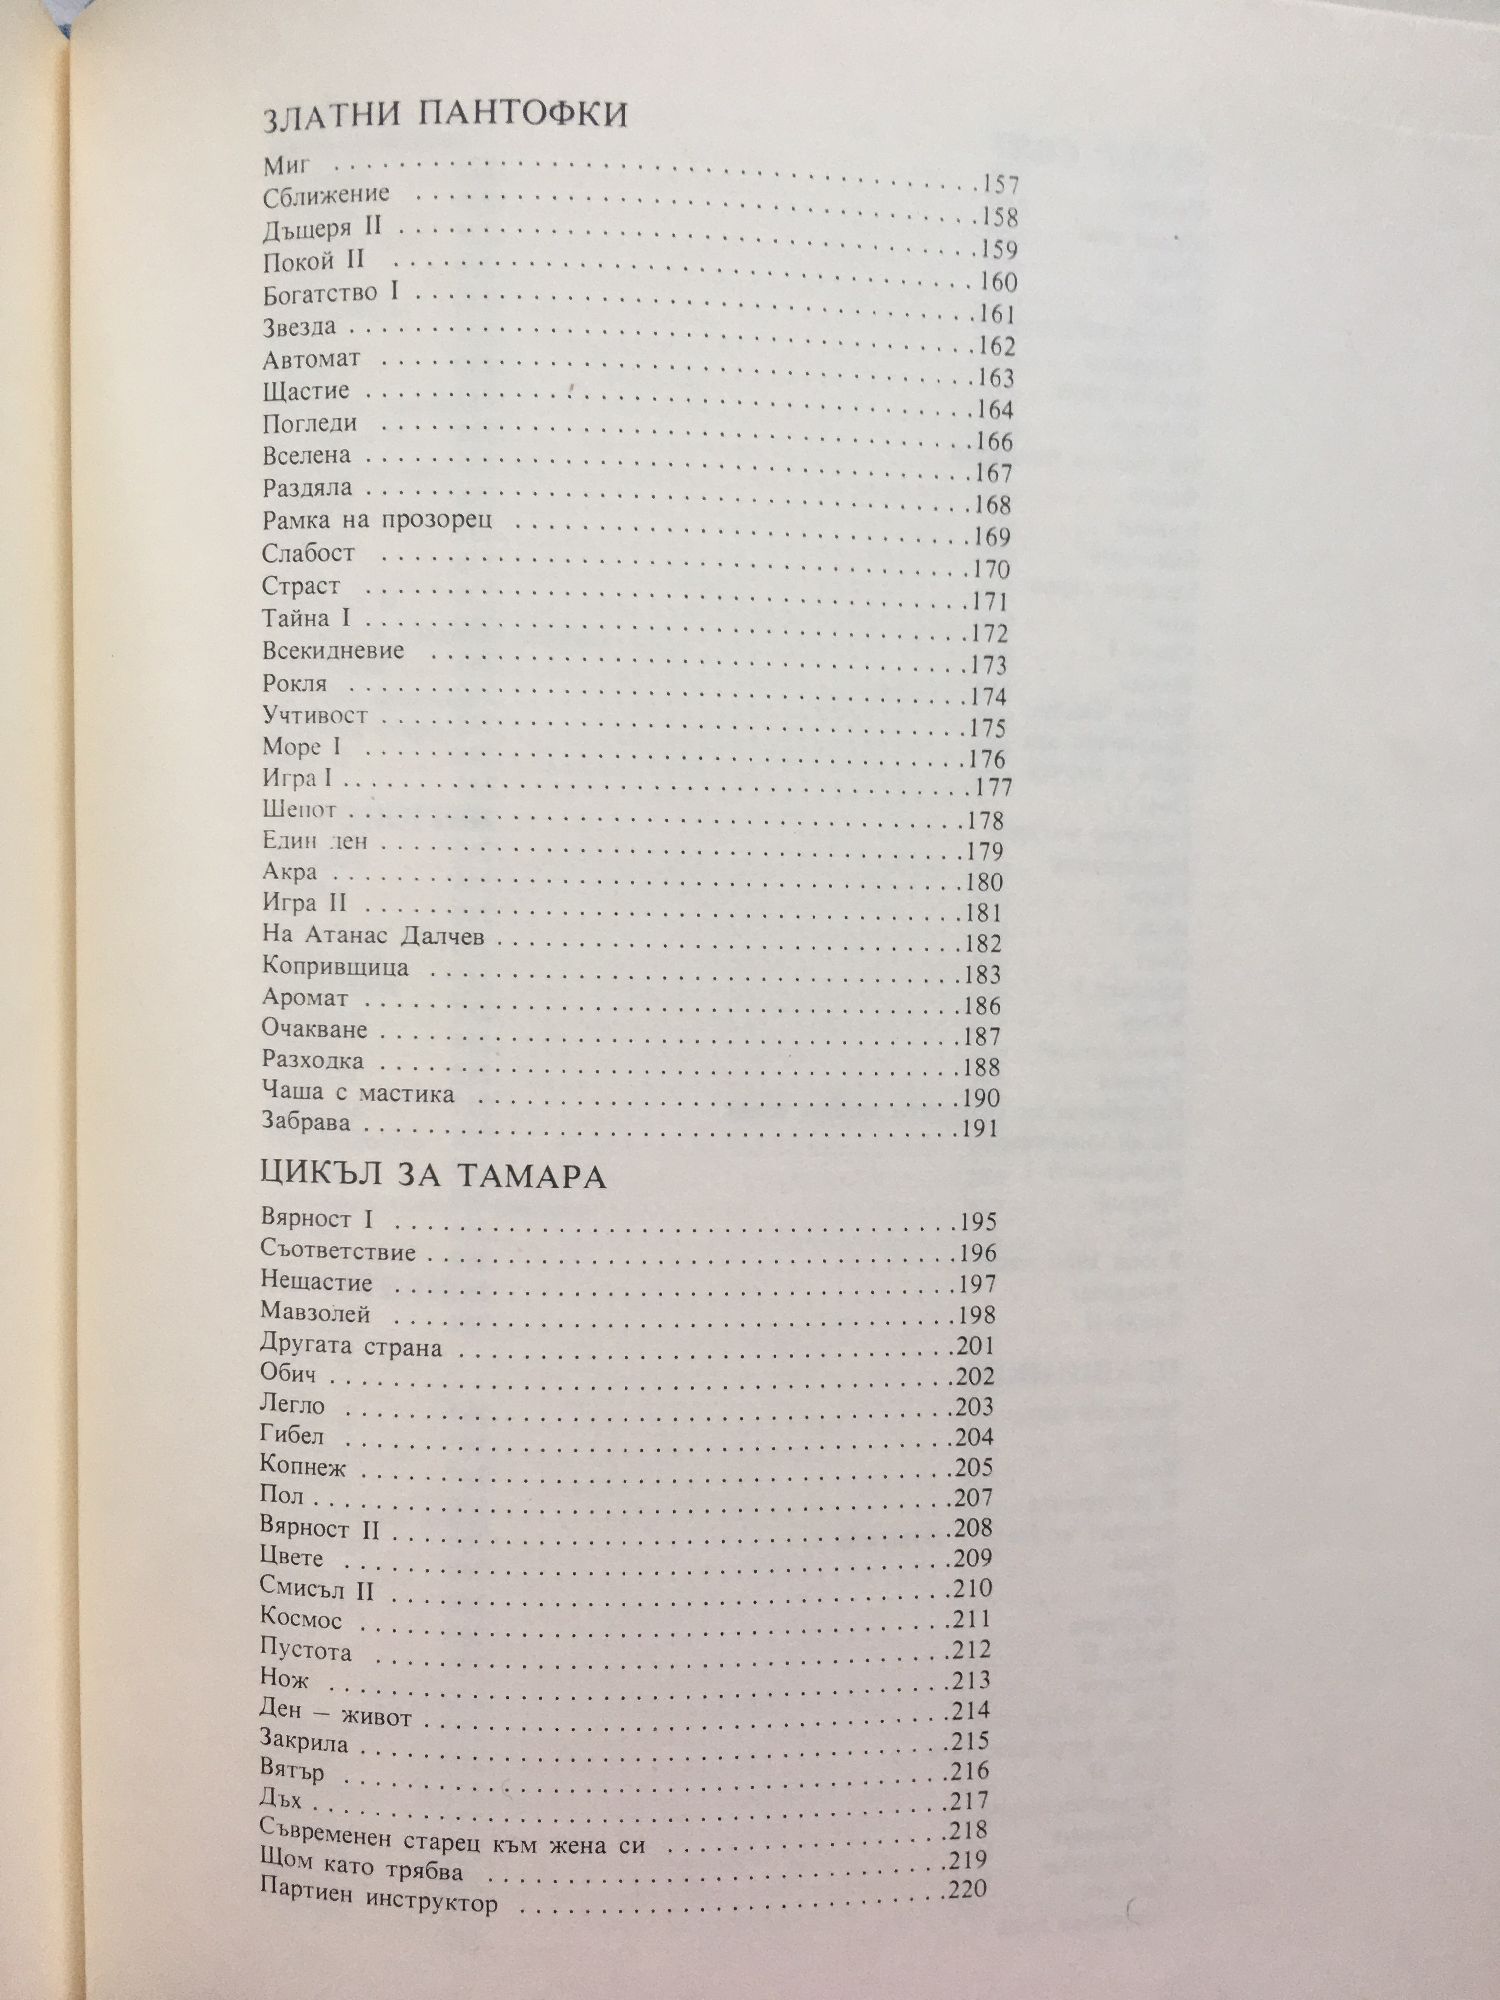 ЗЛАТНИ ПАНТОФКИ
Миг . . . . . . . . . . . . . . . . . . . .157
Сближение . . . . . . . . . . . . . . . . . . . .158
Дъщеря II . . . . . . . . . . . . . . . . . . . .159
Покой II . . . . . . . . . . . . . . . . . . . .160
Богатство I . . . . . . . . . . . . . . . . . . . .161
Звезда . . . . . . . . . . . . . . . . . . . .162
Автомат . . . . . . . . . . . . . . . . . . . .163
Щастие . . . . . . . . . . . . . . . . . . . .164
Погледи . . . . . . . . . . . . . . . . . . . .166
Вселена . . . . . . . . . . . . . . . . . . . .167
Раздяла . . . . . . . . . . . . . . . . . . . .168
Рамка на прозорец . . . . . . . . . . . . . . . . . . . .169
Слабост . . . . . . . . . . . . . . . . . . . .170
Страст . . . . . . . . . . . . . . . . . . . .171
Тайна I . . . . . . . . . . . . . . . . . . . .172
Всекидневие . . . . . . . . . . . . . . . . . . . .173
Рокля . . . . . . . . . . . . . . . . . . . .174
Учтивост . . . . . . . . . . . . . . . . . . . .175
Море I . . . . . . . . . . . . . . . . . . . .176
Игра I . . . . . . . . . . . . . . . . . . . .177
Шепот . . . . . . . . . . . . . . . . . . . .178
Един ден . . . . . . . . . . . . . . . . . . . .179
Акра . . . . . . . . . . . . . . . . . . . .180
Игра II . . . . . . . . . . . . . . . . . . . .181
На Атанас Далчев . . . . . . . . . . . . . . . . . . . .182
Копривщица . . . . . . . . . . . . . . . . . . . .183
Аромат . . . . . . . . . . . . . . . . . . . .186
Очакване . . . . . . . . . . . . . . . . . . . .187
Разходка . . . . . . . . . . . . . . . . . . . .188
Чаша с мастика . . . . . . . . . . . . . . . . . . . .190
Забрава . . . . . . . . . . . . . . . . . . . .191
ЦИКЪЛ ЗА ТАМАРА
Вярност I . . . . . . . . . . . . . . . . . . . .195
Съответствие . . . . . . . . . . . . . . . . . . . .196
Нещастие . . . . . . . . . . . . . . . . . . . .197
Мавзолей . . . . . . . . . . . . . . . . . . . .198
Другата страна . . . . . . . . . . . . . . . . . . . .201
Обич . . . . . . . . . . . . . . . . . . . .202
Легло . . . . . . . . . . . . . . . . . . . .203
Гибел . . . . . . . . . . . . . . . . . . . .204
Копнеж . . . . . . . . . . . . . . . . . . . .205
Пол . . . . . . . . . . . . . . . . . . . .207
Вярност II . . . . . . . . . . . . . . . . . . . .208
Цвете . . . . . . . . . . . . . . . . . . . .209
Смисъл II . . . . . . . . . . . . . . . . . . . .210
Космос . . . . . . . . . . . . . . . . . . . .211
Пустота . . . . . . . . . . . . . . . . . . . .212
Нож . . . . . . . . . . . . . . . . . . . .213
Ден – живот . . . . . . . . . . . . . . . . . . . .214
Закрила . . . . . . . . . . . . . . . . . . . .215
Вятър . . . . . . . . . . . . . . . . . . . .216
Дъх . . . . . . . . . . . . . . . . . . . .217
Съвременен старец към жена си . . . . . . . . . . . . . . . . .218
Щом като трябва . . . . . . . . . . . . . . . . . . . .219
Партиен инструктор . . . . . . . . . . . . . . . . . . . .220